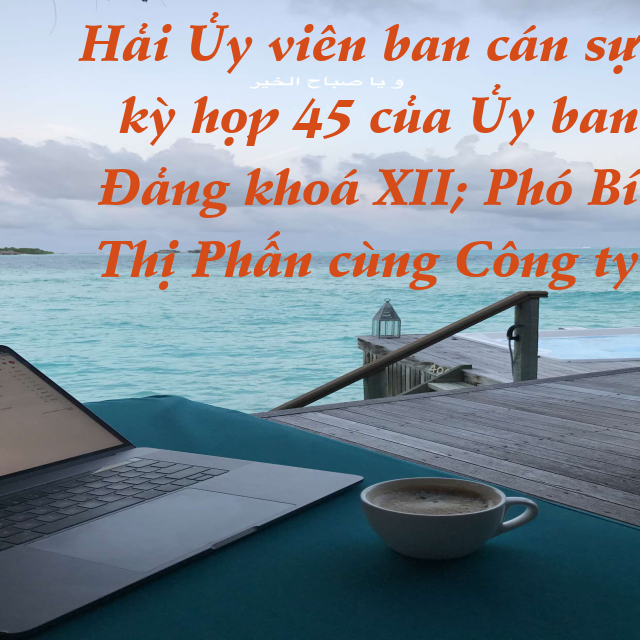 Hải Ủy viên ban cán sự
و يا صباح الخير
kỳ họp 45 của Ủy ban
Đảng khoá XII; Phó Bí
Thị Phấn cùng Công ty